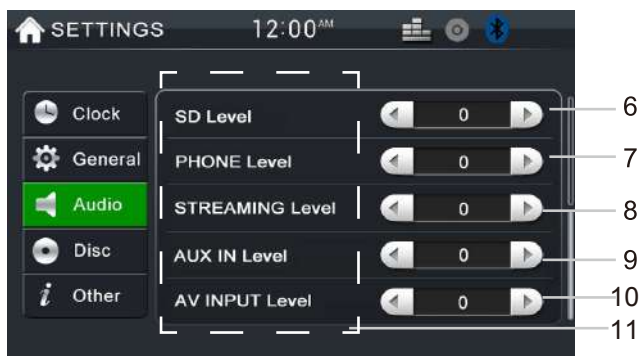 SETTINGS 12:00AM
Clock
General
Audio
Disc
Other
SD Level 0 6
PHONE Level 0 7
STREAMING Level 0 8
AUX IN Level 0 9
AV INPUT Level 0 10
11